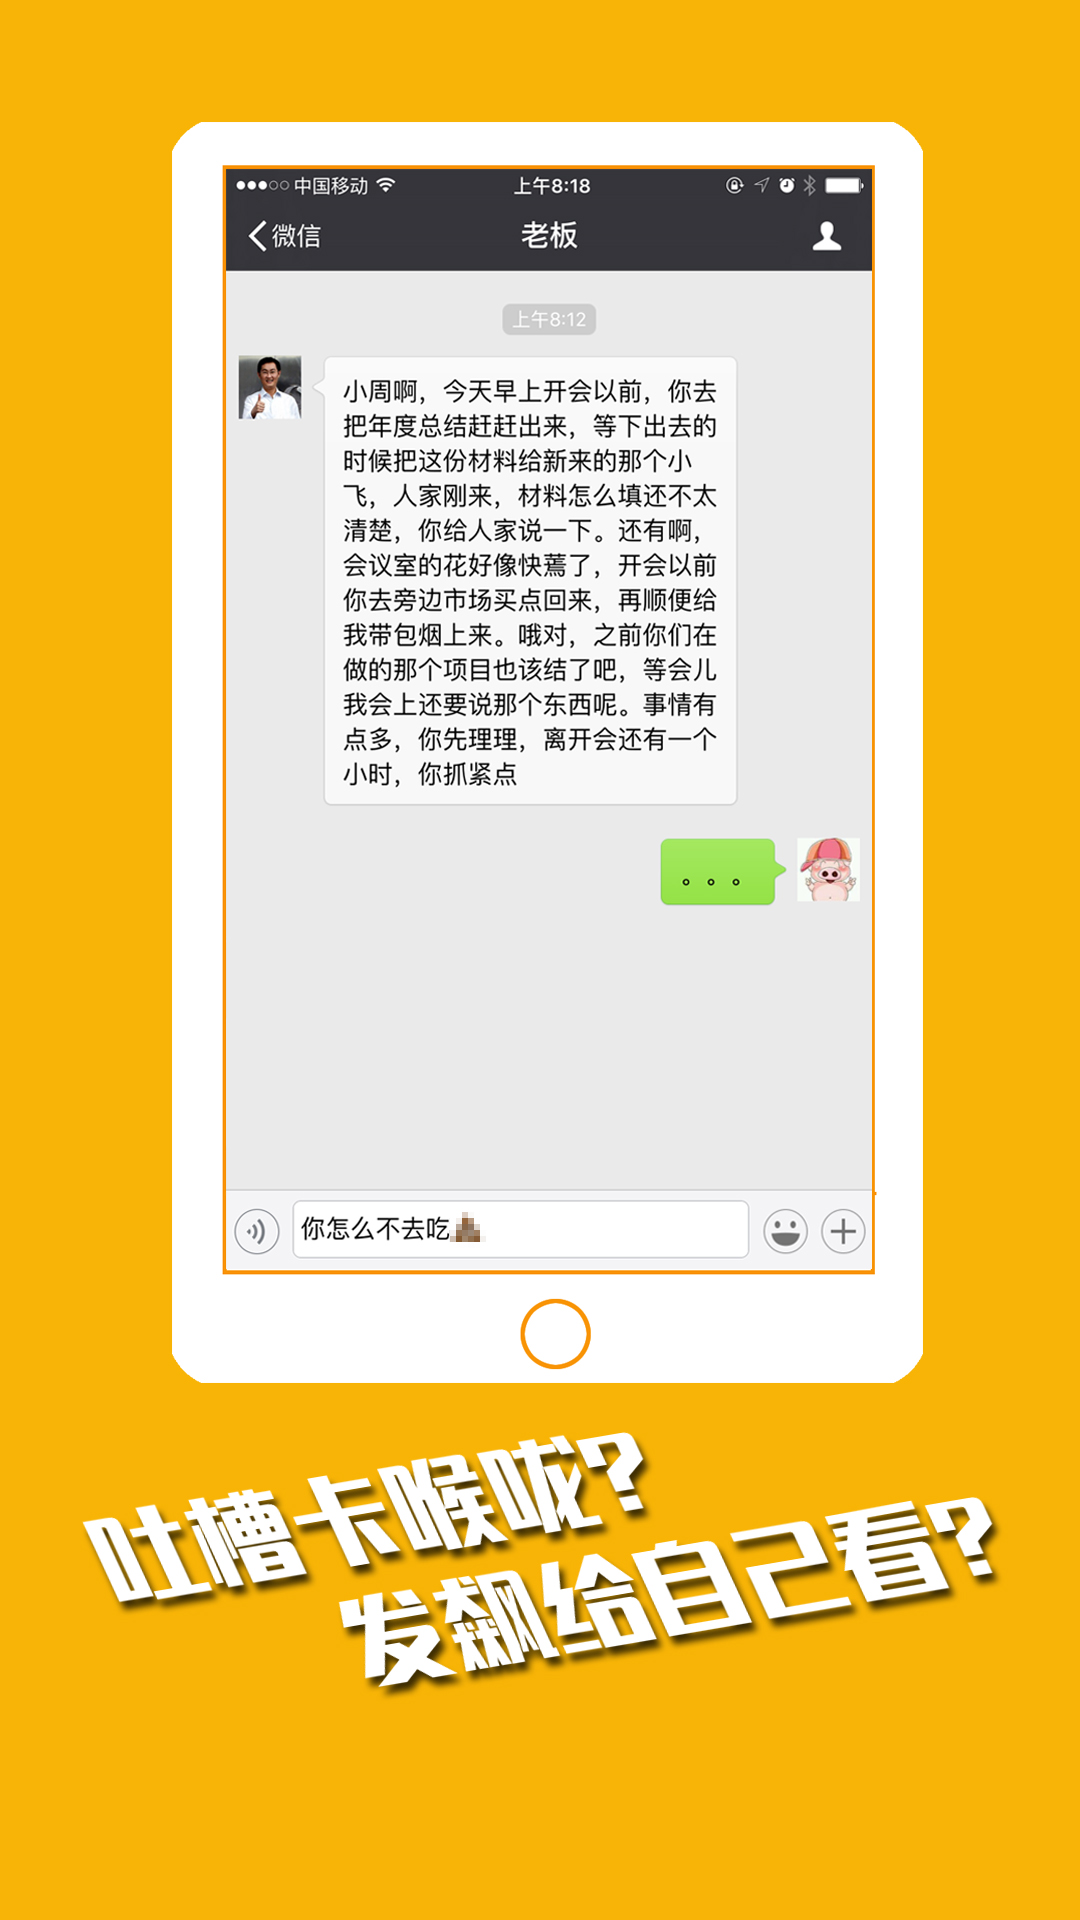 中国移动
上午8:18
微信
老板
上午8:12
小周啊，今天早上开会以前，你去
把年度总结赶赶出来，等下出去的
时候把这份材料给新来的那个小
飞，人家刚来，材料怎么填还不太
清楚，你给人家说一下。还有啊，
会议室的花好像快蔫了，开会以前
你去旁边市场买点回来，再顺便给
我带包烟上来。哦对，之前你们在
做的那个项目也该结了吧，等会儿
我会上还要说那个东西呢。事情有
点多，你先理理，离开会还有一个
小时，你抓紧点
。。。
你怎么不去吃
吐槽卡喉咙?
发飙给自己看?